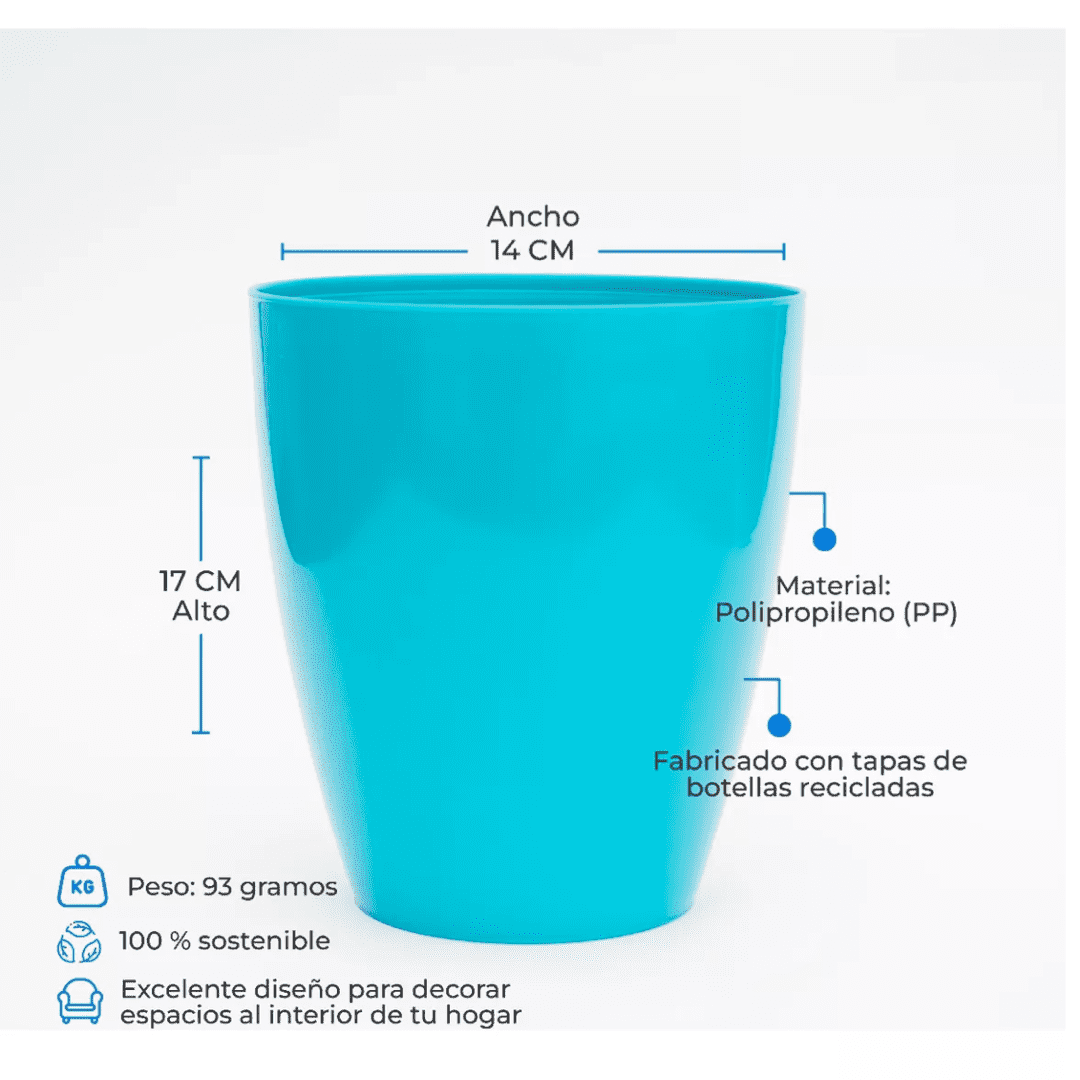 Ancho
14 CM
17 CM
Alto
Material:
Polipropileno (PP)
Fabricado con tapas de
botellas recicladas
KG
Peso: 93 gramos
100 % sostenible
Excelente diseño para decorar
espacios al interior de tu hogar